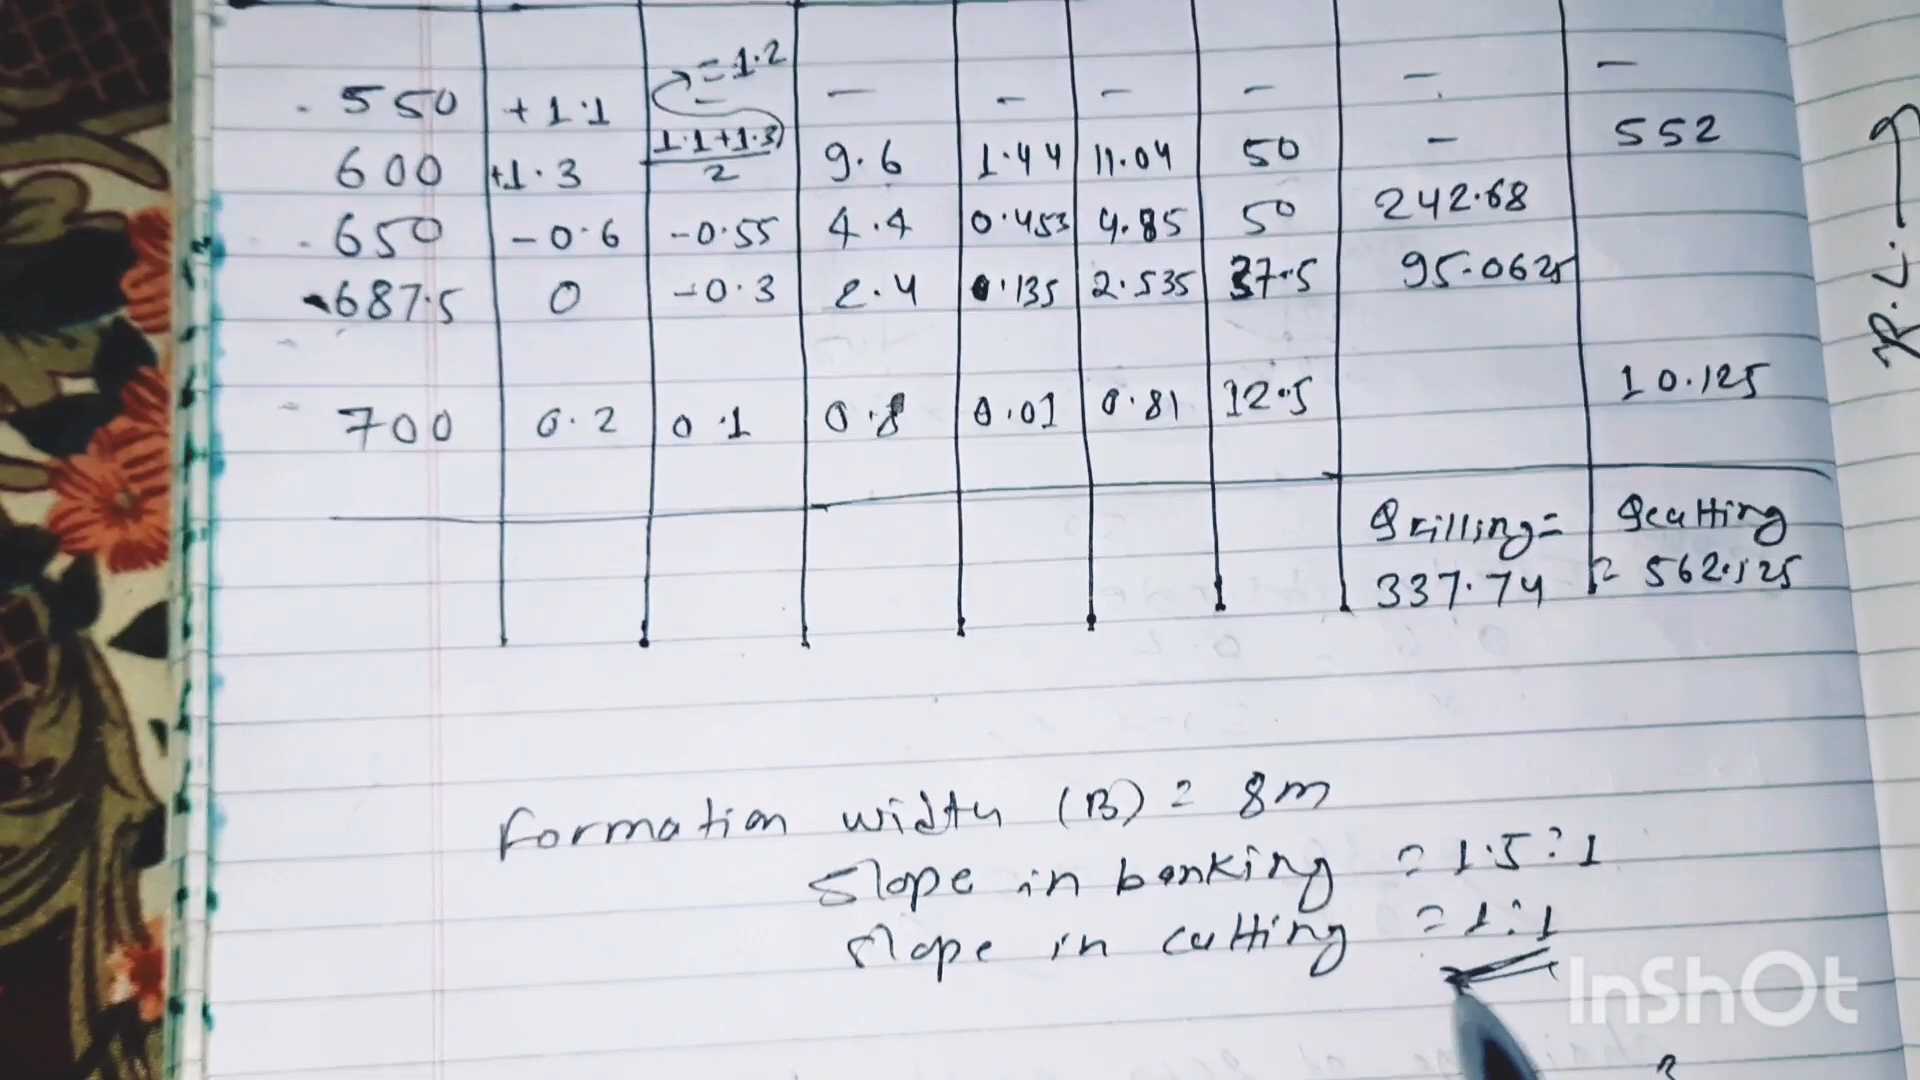 = 1.2
550 +1.1 - - - - - - -
600 +1.3 1.1+1.3/2 9.6 1.44 11.04 50 - 552
650 -0.6 -0.55 4.4 0.453 4.85 50 242.68
687.5 0 -0.3 2.4 0.135 2.535 37.5 95.0625
700 0.2 0.1 0.8 0.01 0.81 12.5 10.125
337.74 = 562.125
Formation width (B) = 8m
Slope in banking = 1.5:1
Slope in cutting = 1:1
R.L.
InShOt